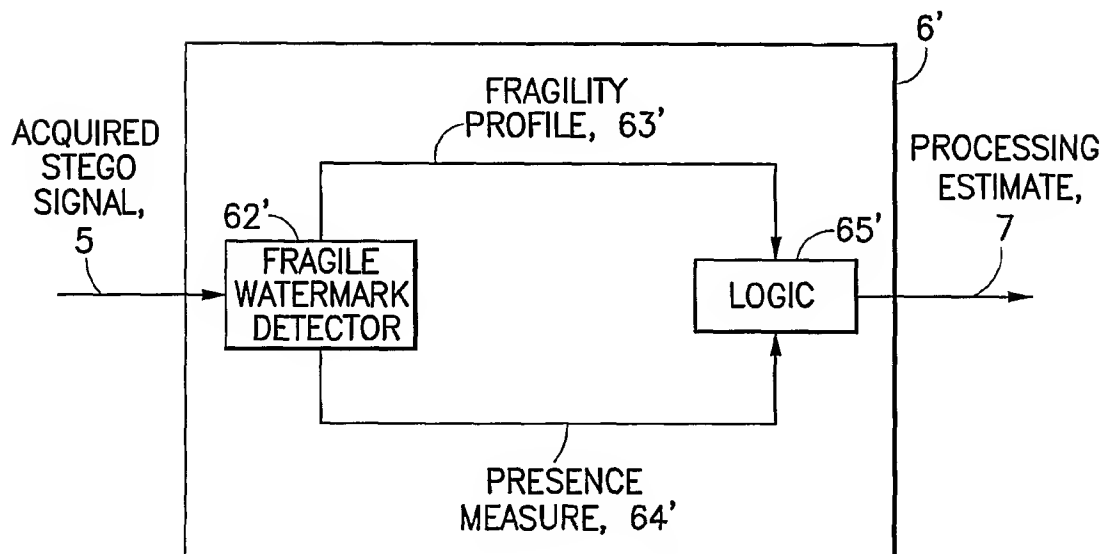 6'
FRAGILITY
PROFILE, 63'
ACQUIRED
STEGO
SIGNAL,
5
PROCESSING
ESTIMATE,
7
62'
FRAGILE
WATERMARK
DETECTOR
65'
LOGIC
PRESENCE
MEASURE, 64'